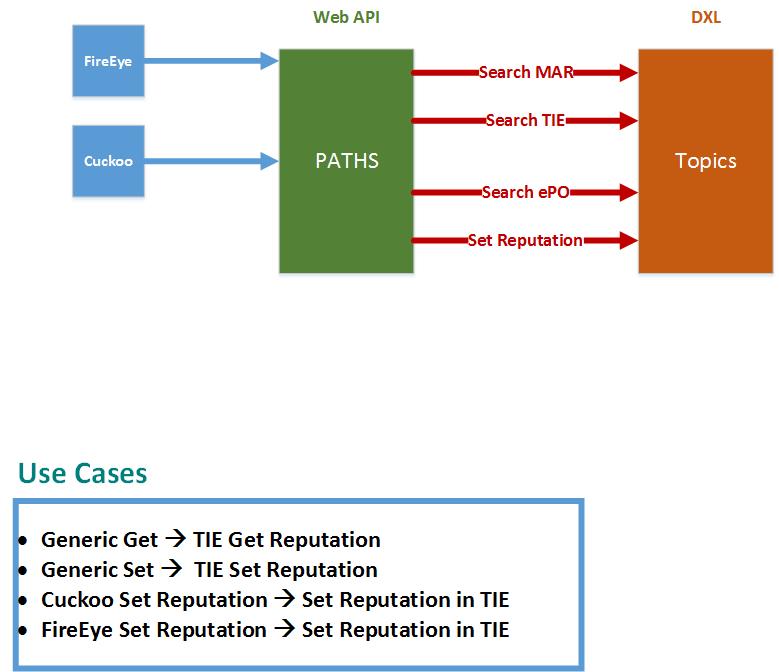 Web API
DXL
FireEye
Search MAR
Search TIE
Cuckoo
PATHS
Topics
Search ePO
Set Reputation
Use Cases
• Generic Get → TIE Get Reputation
• Generic Set → TIE Set Reputation
• Cuckoo Set Reputation → Set Reputation in TIE
• FireEye Set Reputation → Set Reputation in TIE